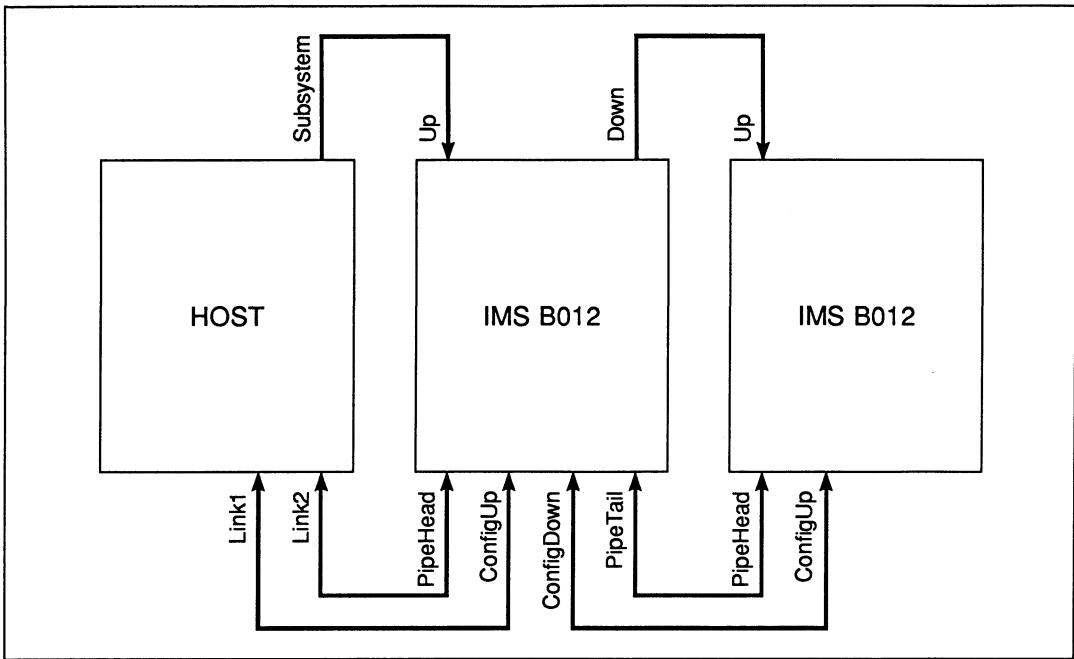 Subsystem
Up
Down
Up
HOST
IMS B012
IMS B012
Link1
Link2
PipeHead
ConfigUp
ConfigDown
PipeTail
PipeHead
ConfigUp